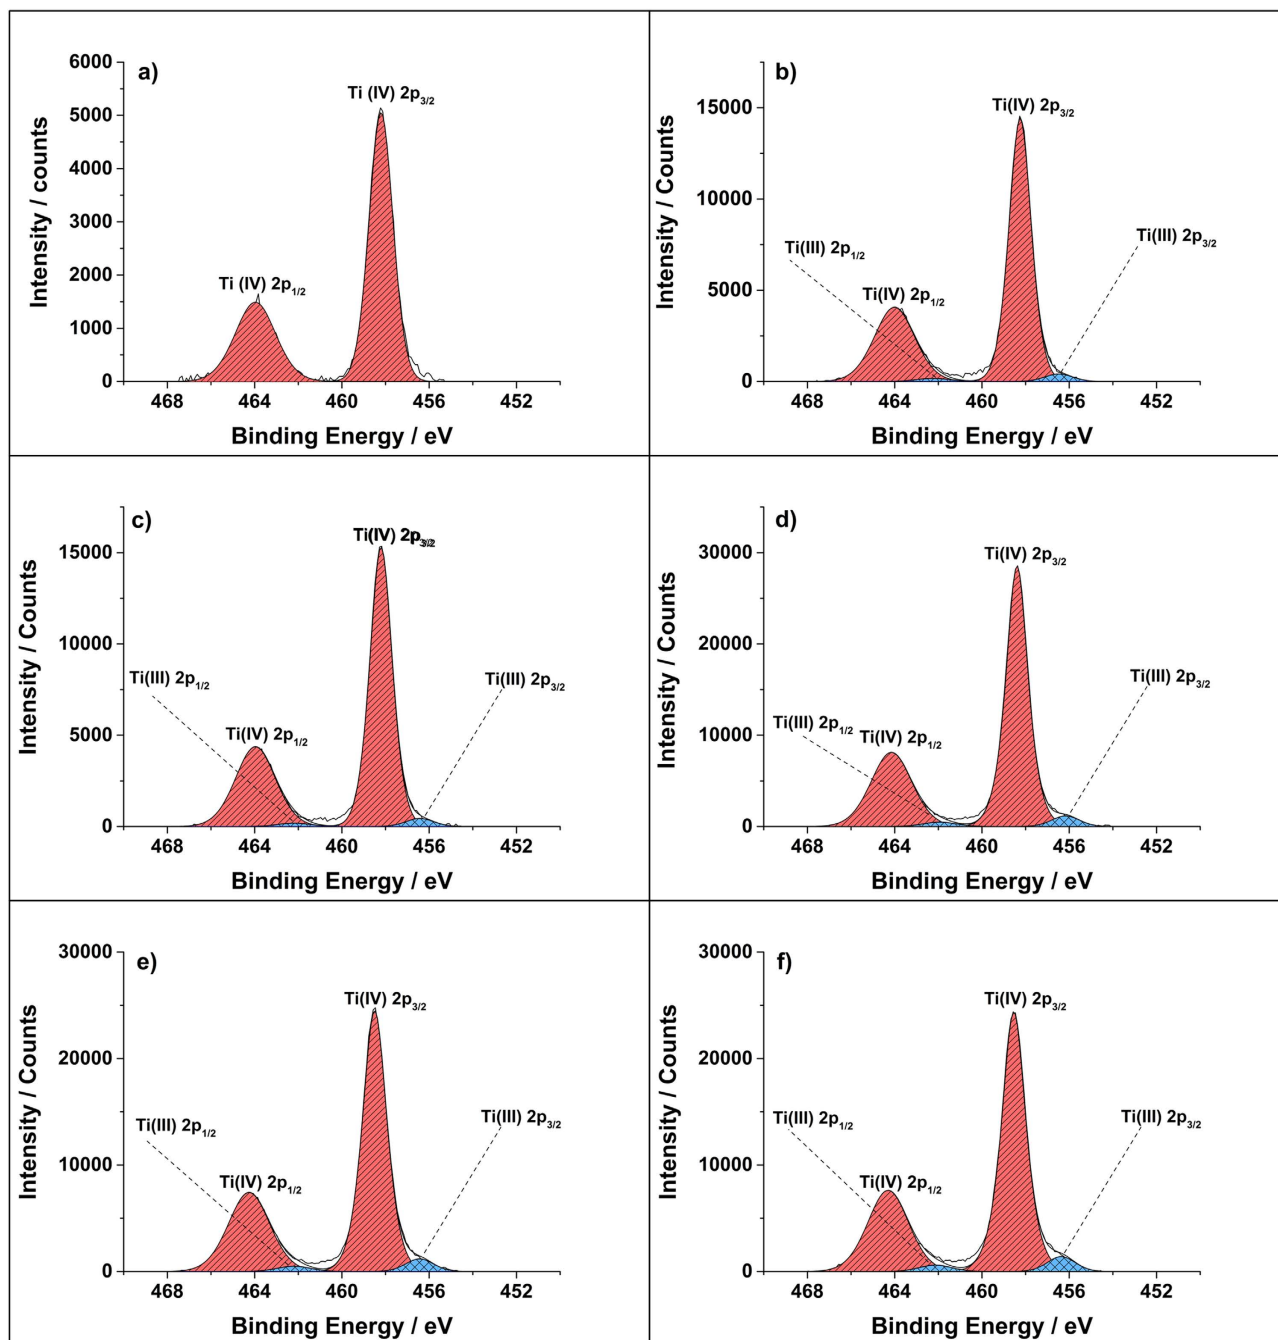 a)
6000
5000
4000
3000
2000
1000
0
Intensity / counts
Ti (IV) 2p3/2
Ti (IV) 2p1/2
468 464 460 456 452
Binding Energy / eV
b)
15000
10000
5000
0
Intensity / Counts
Ti(IV) 2p3/2
Ti(III) 2p3/2
Ti(III) 2p1/2
Ti(IV) 2p1/2
468 464 460 456 452
Binding Energy / eV
c)
15000
10000
5000
0
Intensity / Counts
Ti(IV) 2p3/2
Ti(III) 2p1/2
Ti(III) 2p3/2
Ti(IV) 2p1/2
468 464 460 456 452
Binding Energy / eV
d)
30000
20000
10000
0
Intensity / Counts
Ti(IV) 2p3/2
Ti(III) 2p3/2
Ti(III) 2p1/2
Ti(IV) 2p1/2
468 464 460 456 452
Binding Energy / eV
e)
30000
20000
10000
0
Intensity / Counts
Ti(IV) 2p3/2
Ti(III) 2p3/2
Ti(III) 2p1/2
Ti(IV) 2p1/2
468 464 460 456 452
Binding Energy / eV
f)
30000
20000
10000
0
Intensity / Counts
Ti(IV) 2p3/2
Ti(III) 2p3/2
Ti(III) 2p1/2
Ti(IV) 2p1/2
468 464 460 456 452
Binding Energy / eV